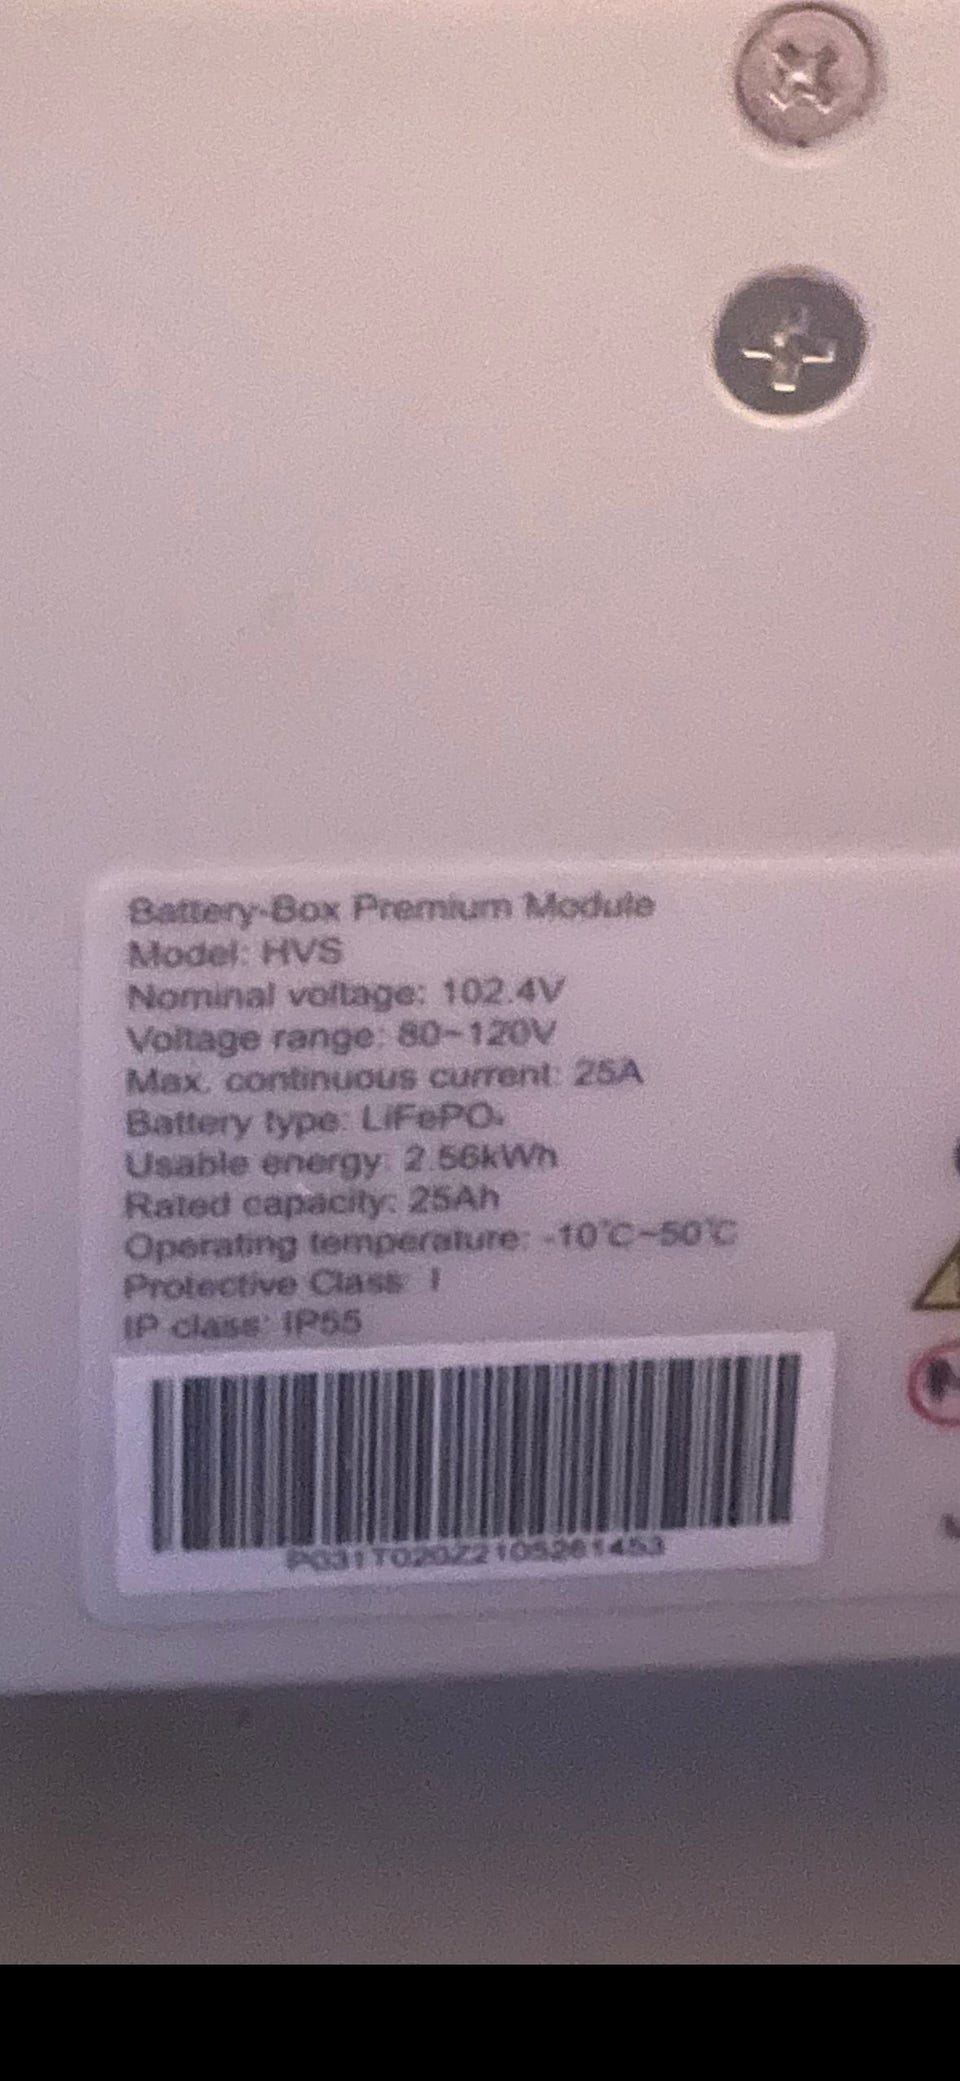 Battery-Box Premium Module
Model: HVS
Nominal voltage: 102.4V
Voltage range: 80~120V
Max. continuous current: 25A
Battery type: LiFePO₄
Usable energy: 2.56kWh
Rated capacity: 25Ah
Operating temperature: -10℃~50℃
Protective Class: I
IP class: IP55
P031T020Z2105261453